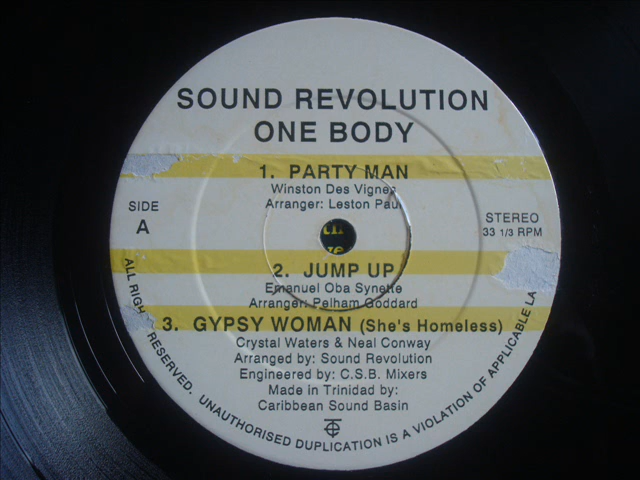 SOUND REVOLUTION
ONE BODY
1. PARTY MAN
Winston Des Vignes
Arranger: Leston Paul
SIDE
A
STEREO
33 1/3 RPM
2. JUMP UP
Emanuel Oba Synette
Arranger: Pelham Goddard
3. GYPSY WOMAN (She's Homeless)
Crystal Waters & Neal Conway
Arranged by: Sound Revolution
Engineered by: C.S.B. Mixers
Made in Trinidad by:
Caribbean Sound Basin
ALL RIGH RESERVED. UNAUTHORISED DUPLICATION IS A VIOLATION OF APPLICABLE LA